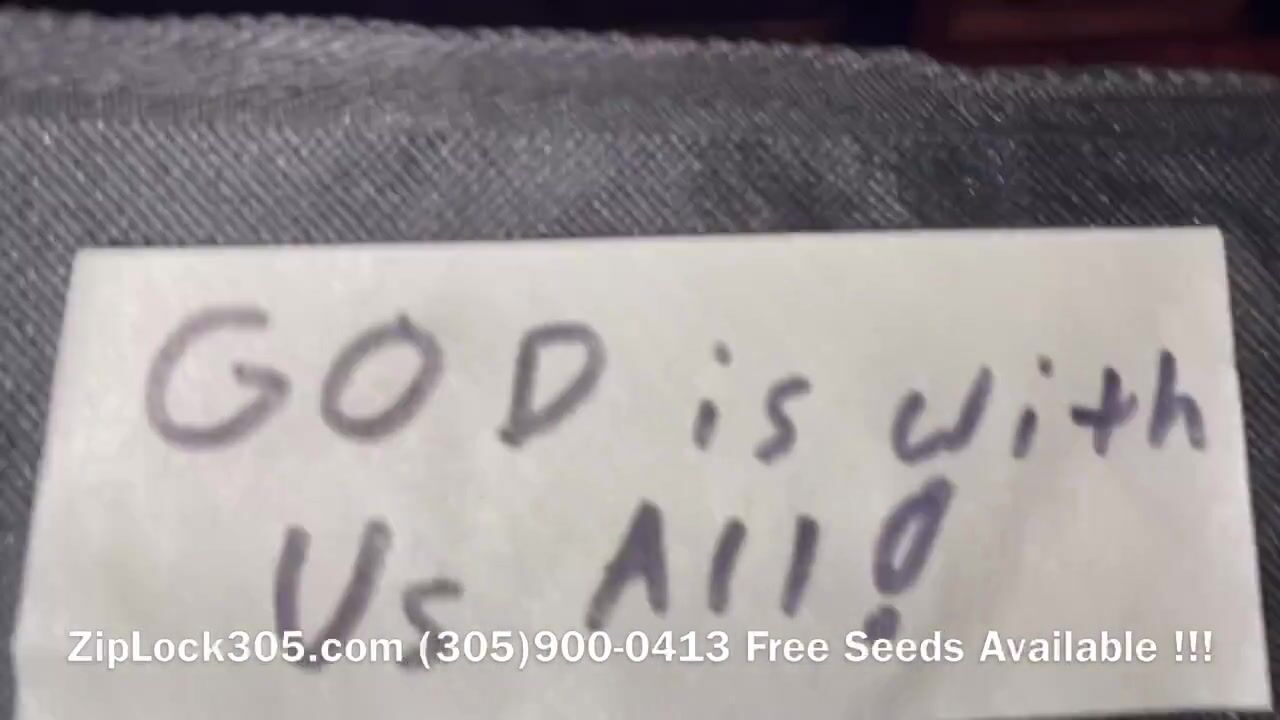 GOD is with
Us All!
ZipLock305.com (305)900-0413 Free Seeds Available !!!